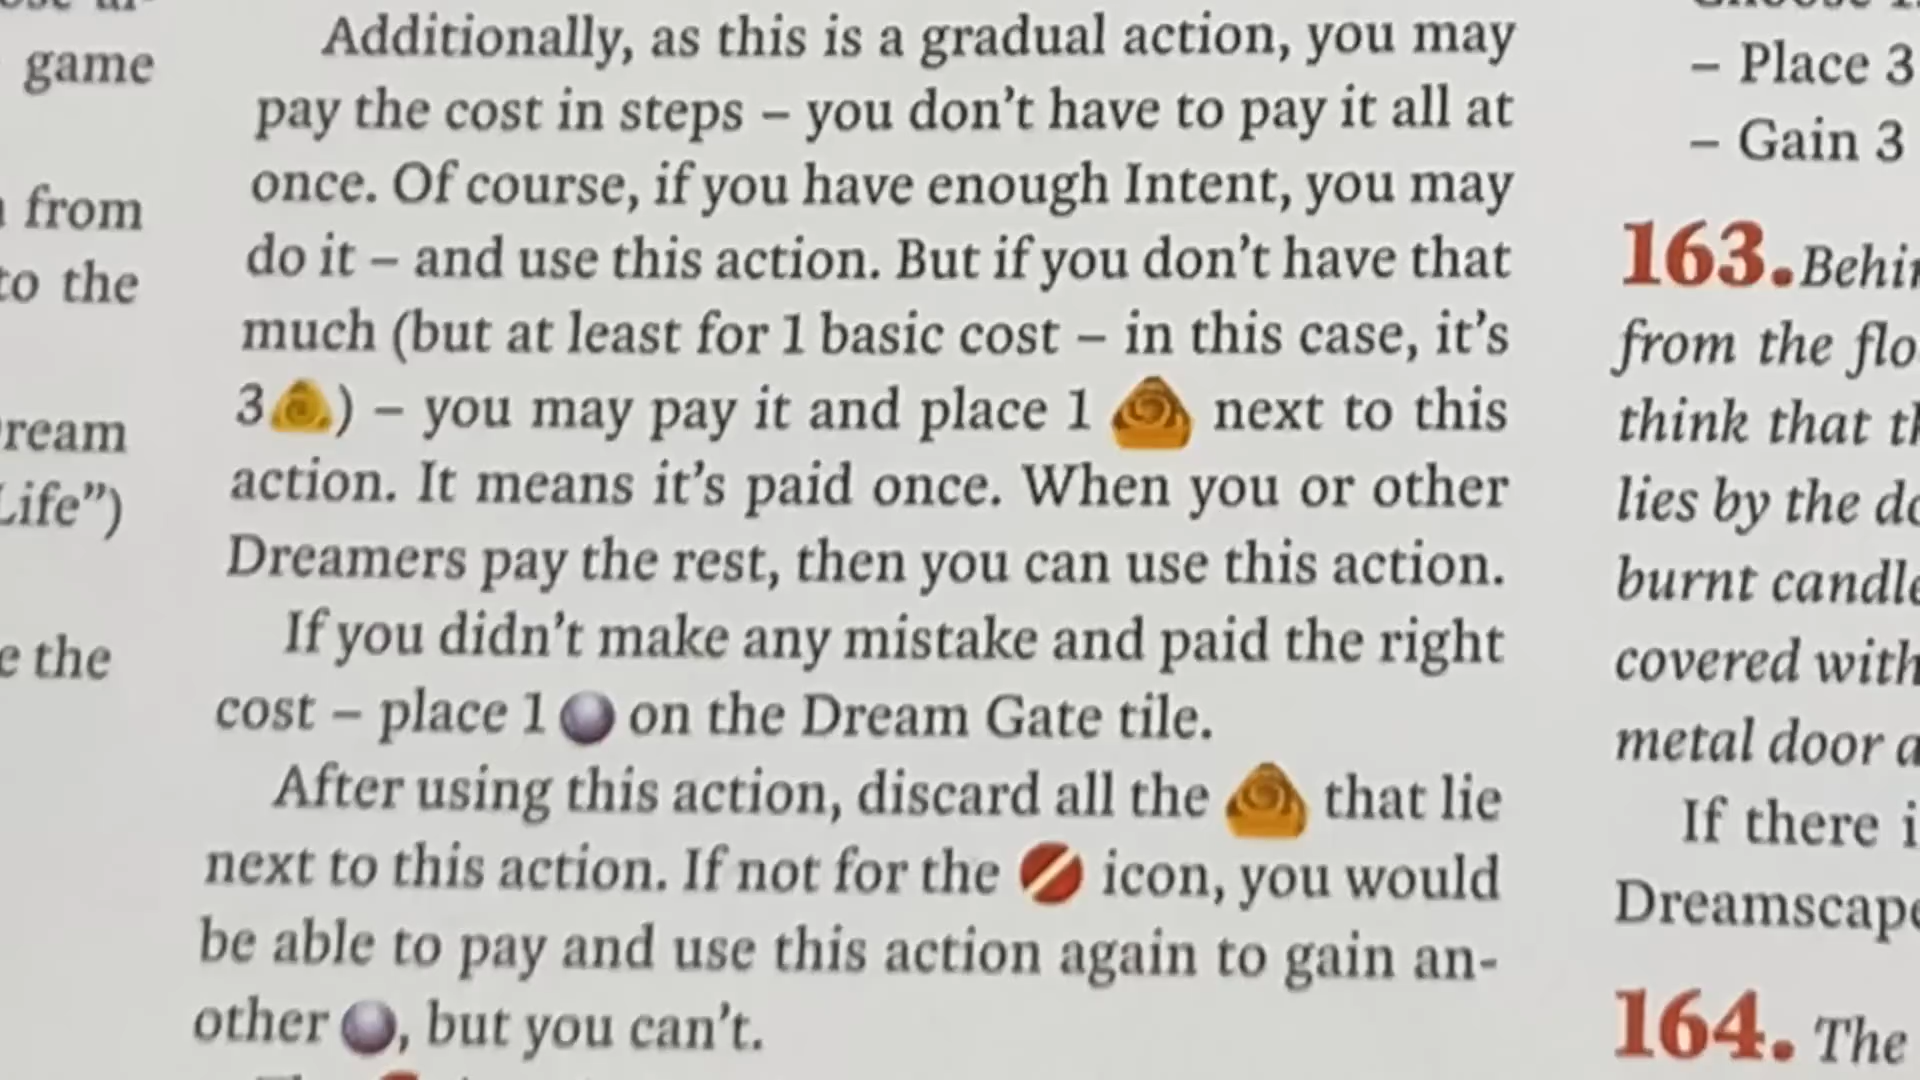 game
from
to the
Life”)
e the
Additionally, as this is a gradual action, you may
pay the cost in steps – you don’t have to pay it all at
once. Of course, if you have enough Intent, you may
do it – and use this action. But if you don’t have that
much (but at least for 1 basic cost – in this case, it’s
3 ) – you may pay it and place 1 next to this
action. It means it’s paid once. When you or other
Dreamers pay the rest, then you can use this action.
If you didn’t make any mistake and paid the right
cost – place 1 on the Dream Gate tile.
After using this action, discard all the that lie
next to this action. If not for the icon, you would
be able to pay and use this action again to gain an-
other , but you can’t.
– Place 3
– Gain 3
163. Behin
from the flo
think that th
lies by the do
burnt candle
covered with
metal door a
If there i
Dreamscape
164. The